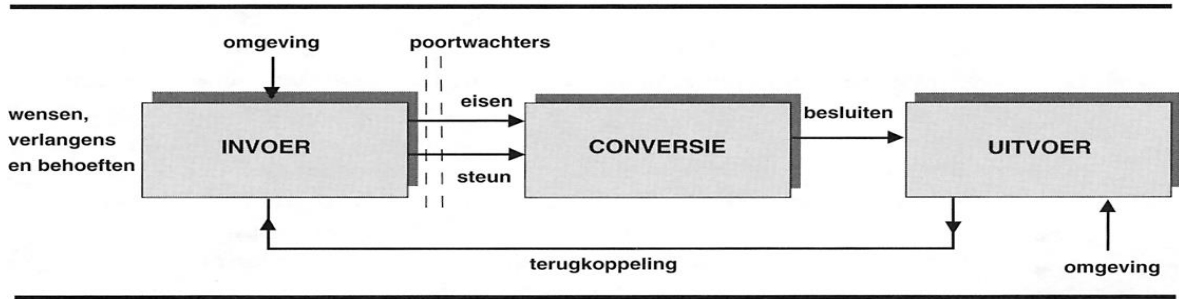 omgeving
poortwachters
wensen,
verlangens
en behoeften
INVOER
eisen
steun
CONVERSIE
besluiten
UITVOER
terugkoppeling
omgeving